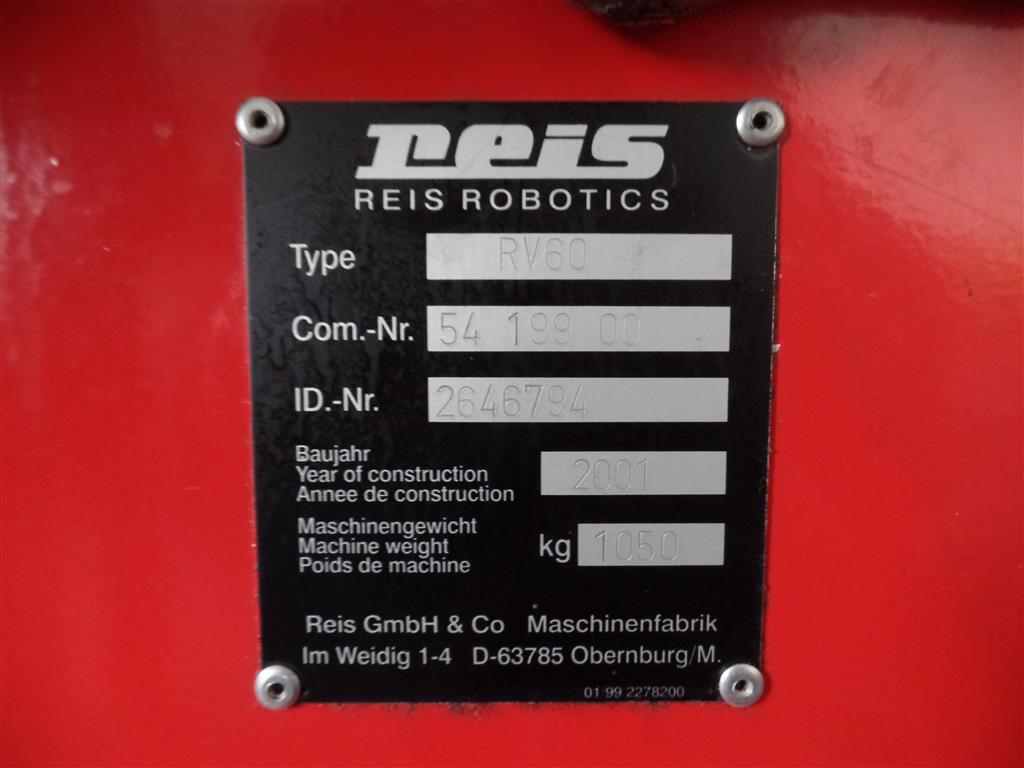 reis
REIS ROBOTICS
Type RV60
Com.-Nr. 54 199 00
ID.-Nr. 2646794
Baujahr
Year of construction 2001
Annee de construction
Maschinengewicht
Machine weight kg 1050
Poids de machine
Reis GmbH & Co Maschinenfabrik
Im Weidig 1-4 D-63785 Obernburg/M.
01 99 2278200